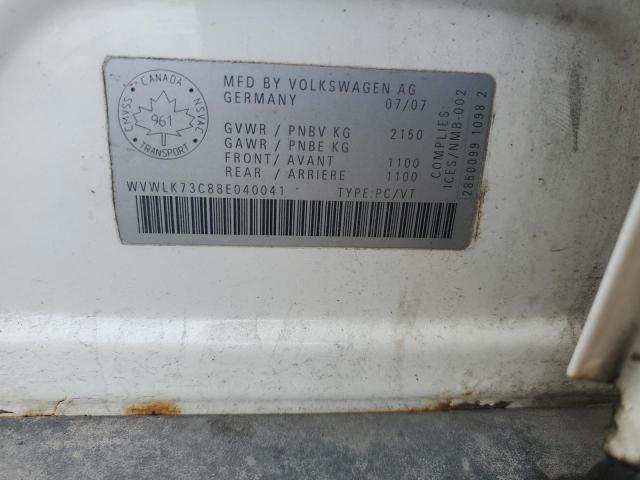 CANADA
CMVSS
NSVAC
961
TRANSPORT
MFD BY VOLKSWAGEN AG
GERMANY 07/07
GVWR / PNBV KG 2150
GAWR / PNBE KG
FRONT/ AVANT 1100
REAR / ARRIERE 1100
WVWLK73C88E040041 TYPE:PC/VT
COMPLIES:
ICES/NMB-002
2850099 1098 2